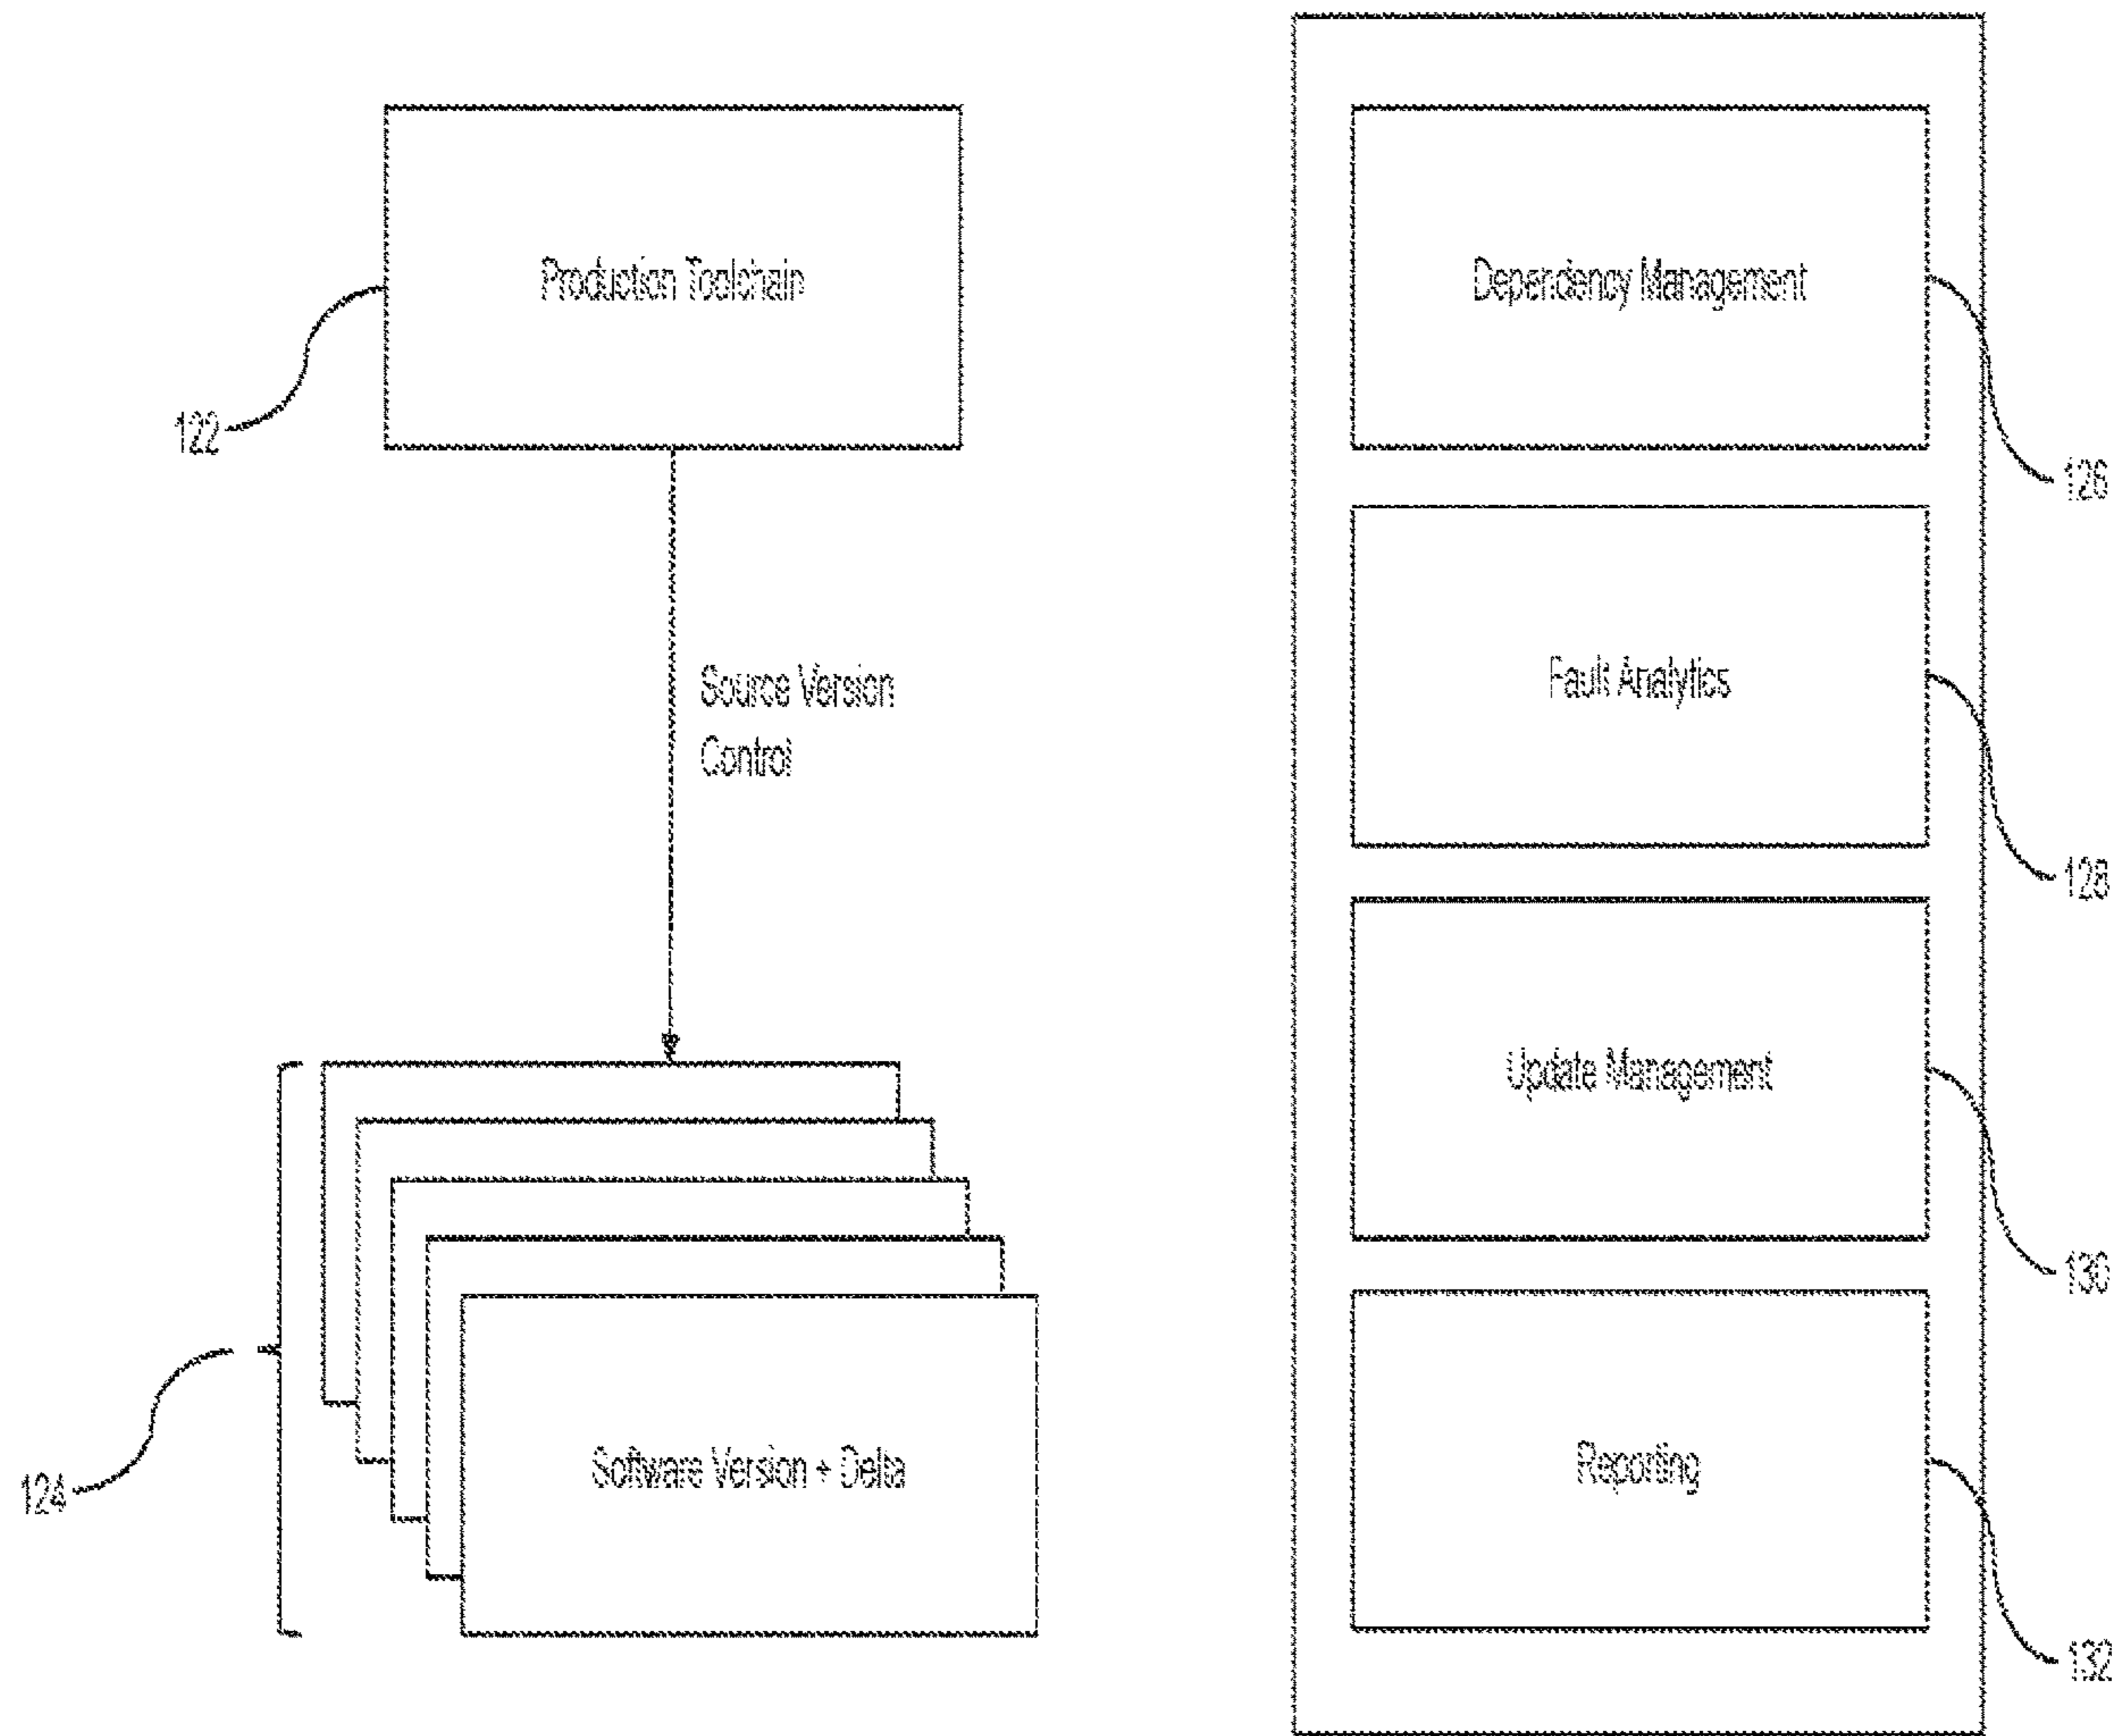 Production Toolchain
122
Source Version
Control
124
Software Version + Delta
Dependency Management
126
Fault Analytics
128
Update Management
130
Reporting
132